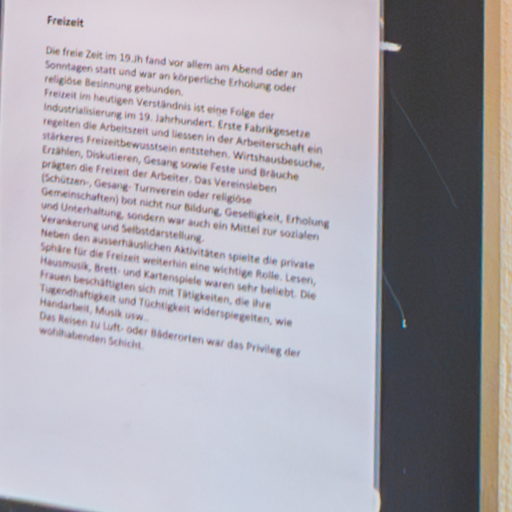 Freizeit
Die freie Zeit im 19.Jh fand vor allem am Abend oder an
Sonntagen statt und war an körperliche Erholung oder
religiöse Besinnung gebunden.
Freizeit im heutigen Verständnis ist eine Folge der
Industrialisierung im 19. Jahrhundert. Erste Fabrikgesetze
regelten die Arbeitszeit und liessen in der Arbeiterschaft ein
stärkeres Freizeitbewusstsein entstehen. Wirtshausbesuche,
Erzählen, Diskutieren, Gesang sowie Feste und Bräuche
prägten die Freizeit der Arbeiter. Das Vereinsleben
(Schützen-, Gesang- Turnverein oder religiöse
Gemeinschaften) bot nicht nur Bildung, Geselligkeit, Erholung
und Unterhaltung, sondern war auch ein Mittel zur sozialen
Verankerung und Selbstdarstellung.
Neben den ausserhäuslichen Aktivitäten spielte die private
Sphäre für die Freizeit weiterhin eine wichtige Rolle. Lesen,
Hausmusik, Brett- und Kartenspiele waren sehr beliebt. Die
Frauen beschäftigten sich mit Tätigkeiten, die ihre
Tugendhaftigkeit und Tüchtigkeit widerspiegelten, wie
Handarbeit, Musik usw..
Das Reisen zu Luft- oder Bäderorten war das Privileg der
wohlhabenden Schicht.